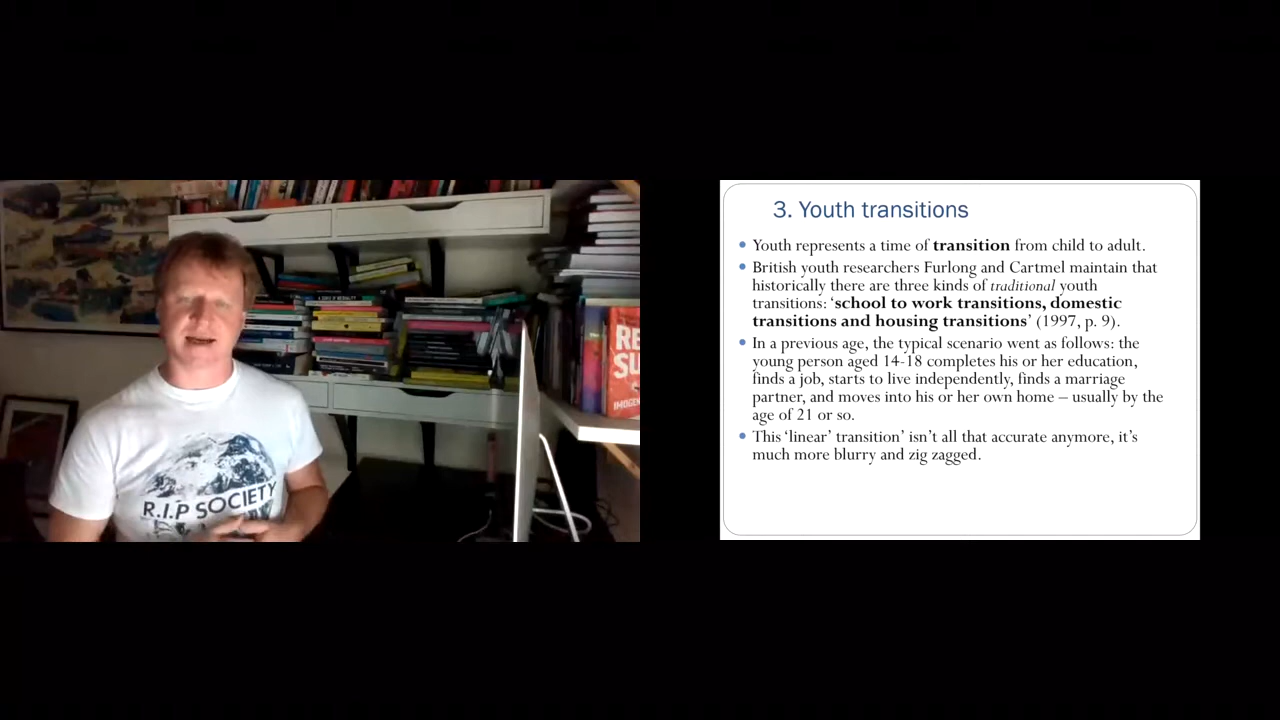 R.I.P SOCIETY
RE
SU
IMOGEN
3. Youth transitions
• Youth represents a time of transition from child to adult.
• British youth researchers Furlong and Cartmel maintain that
historically there are three kinds of traditional youth
transitions: ‘school to work transitions, domestic
transitions and housing transitions’ (1997, p. 9).
• In a previous age, the typical scenario went as follows: the
young person aged 14-18 completes his or her education,
finds a job, starts to live independently, finds a marriage
partner, and moves into his or her own home – usually by the
age of 21 or so.
• This ‘linear’ transition’ isn’t all that accurate anymore, it’s
much more blurry and zig zagged.